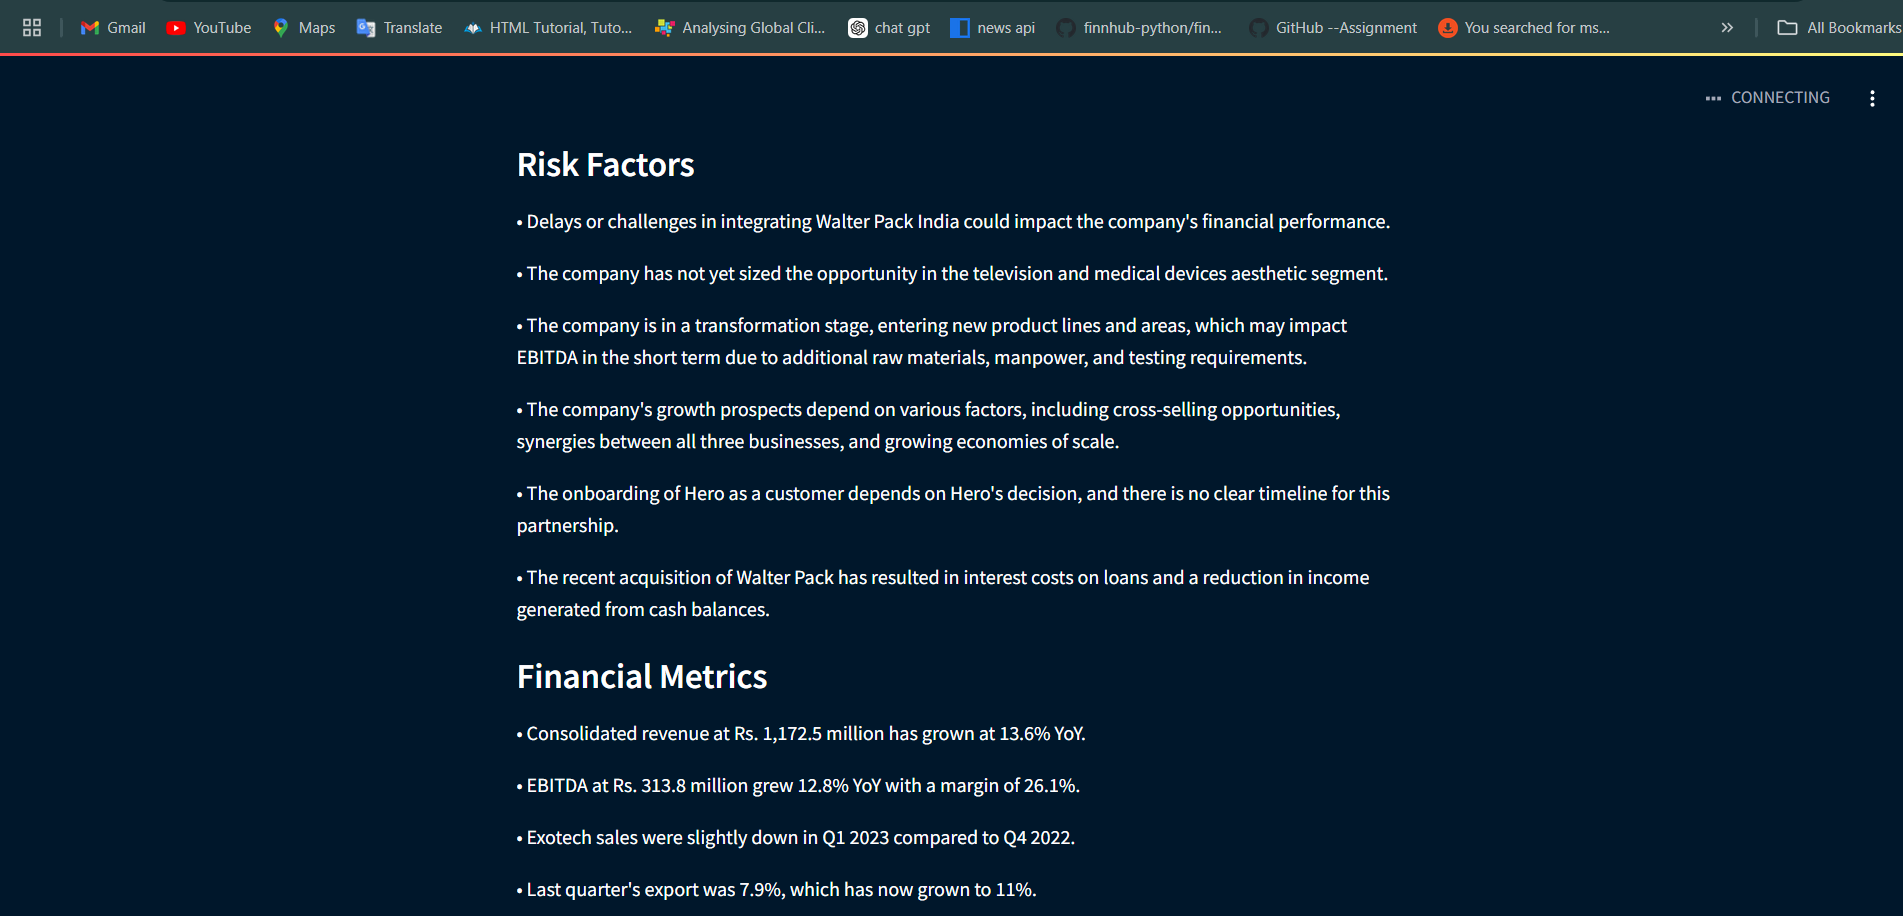 Gmail YouTube Maps Translate HTML Tutorial, Tuto... Analysing Global Cli... chat gpt news api finnhub-python/fin... GitHub --Assignment You searched for ms... » All Bookmarks
CONNECTING
Risk Factors
• Delays or challenges in integrating Walter Pack India could impact the company's financial performance.
• The company has not yet sized the opportunity in the television and medical devices aesthetic segment.
• The company is in a transformation stage, entering new product lines and areas, which may impact
EBITDA in the short term due to additional raw materials, manpower, and testing requirements.
• The company's growth prospects depend on various factors, including cross-selling opportunities,
synergies between all three businesses, and growing economies of scale.
• The onboarding of Hero as a customer depends on Hero's decision, and there is no clear timeline for this
partnership.
• The recent acquisition of Walter Pack has resulted in interest costs on loans and a reduction in income
generated from cash balances.
Financial Metrics
• Consolidated revenue at Rs. 1,172.5 million has grown at 13.6% YoY.
• EBITDA at Rs. 313.8 million grew 12.8% YoY with a margin of 26.1%.
• Exotech sales were slightly down in Q1 2023 compared to Q4 2022.
• Last quarter's export was 7.9%, which has now grown to 11%.